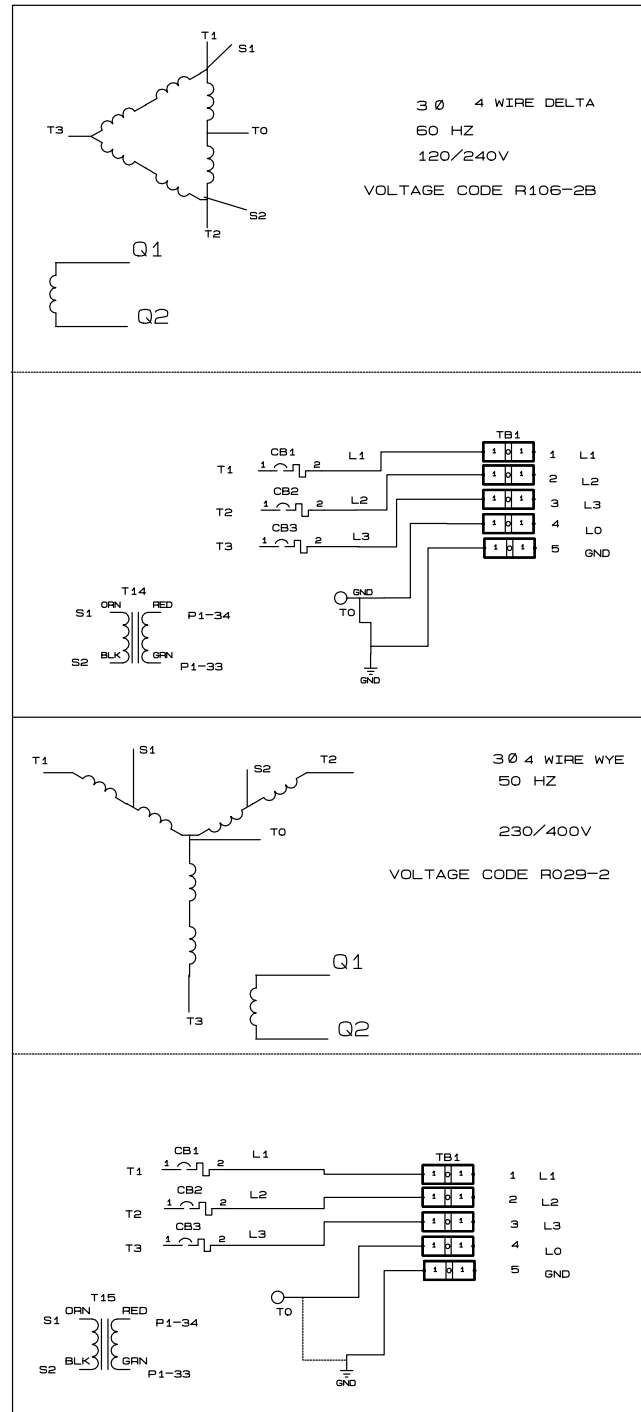 T1
S1
T3
T0
S2
T2
3 Ø 4 WIRE DELTA
60 HZ
120/240V
VOLTAGE CODE R106-2B
Q1
Q2
TB1
T1 1 CB1 2 L1 1 0 1 1 L1
T2 1 CB2 2 L2 1 0 1 2 L2
T3 1 CB3 2 L3 1 0 1 3 L3
1 0 1 4 L0
1 0 1 5 GND
GND
T0
GND
T14
S1 ORN RED P1-34
S2 BLK GRN P1-33
T1
S1
S2
T2
T0
T3
3 Ø 4 WIRE WYE
50 HZ
230/400V
VOLTAGE CODE R029-2
Q1
Q2
TB1
T1 1 CB1 2 L1 1 0 1 1 L1
T2 1 CB2 2 L2 1 0 1 2 L2
T3 1 CB3 2 L3 1 0 1 3 L3
1 0 1 4 L0
1 0 1 5 GND
T0
GND
T15
S1 ORN RED P1-34
S2 BLK GRN P1-33